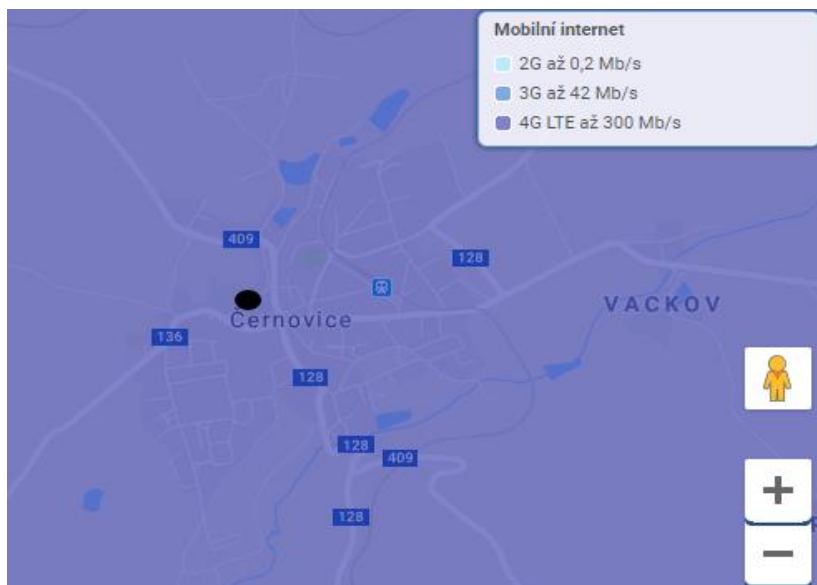 Mobilní internet
2G až 0,2 Mb/s
3G až 42 Mb/s
4G LTE až 300 Mb/s
409
128
VACKOV
Černovice
136
128
128
409
128